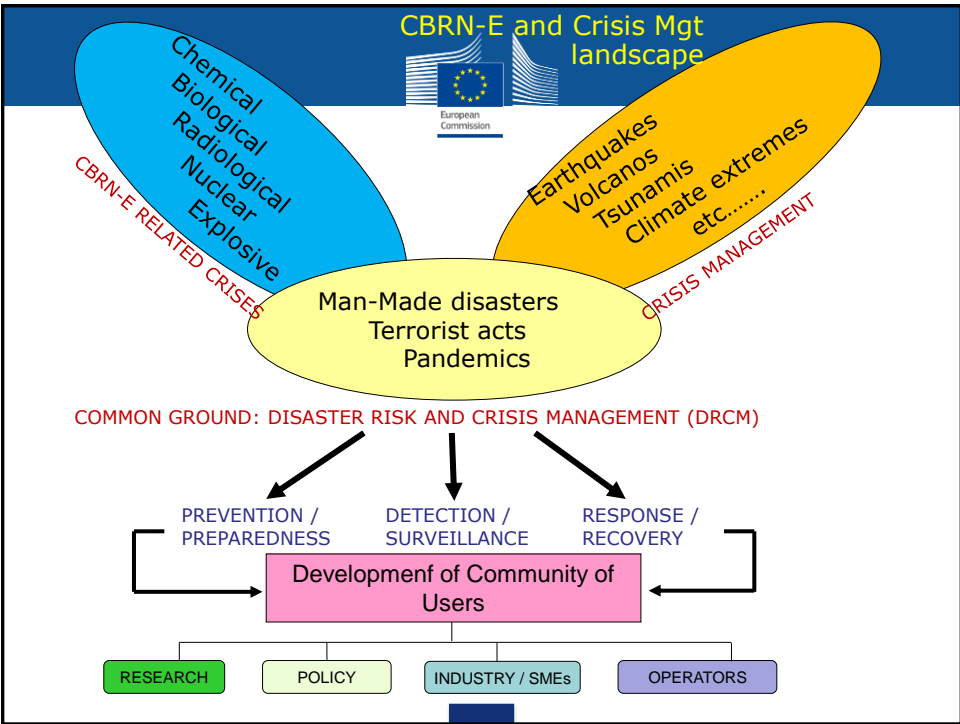 CBRN-E and Crisis Mgt
landscape
European
Commission
Chemical
Biological
Radiological
Nuclear
Explosive
CBRN-E RELATED CRISES
Earthquakes
Volcanos
Tsunamis
Climate extremes
etc…….
CRISIS MANAGEMENT
Man-Made disasters
Terrorist acts
Pandemics
COMMON GROUND: DISASTER RISK AND CRISIS MANAGEMENT (DRCM)
PREVENTION /
PREPAREDNESS
DETECTION /
SURVEILLANCE
RESPONSE /
RECOVERY
Development of Community of
Users
RESEARCH
POLICY
INDUSTRY / SMEs
OPERATORS